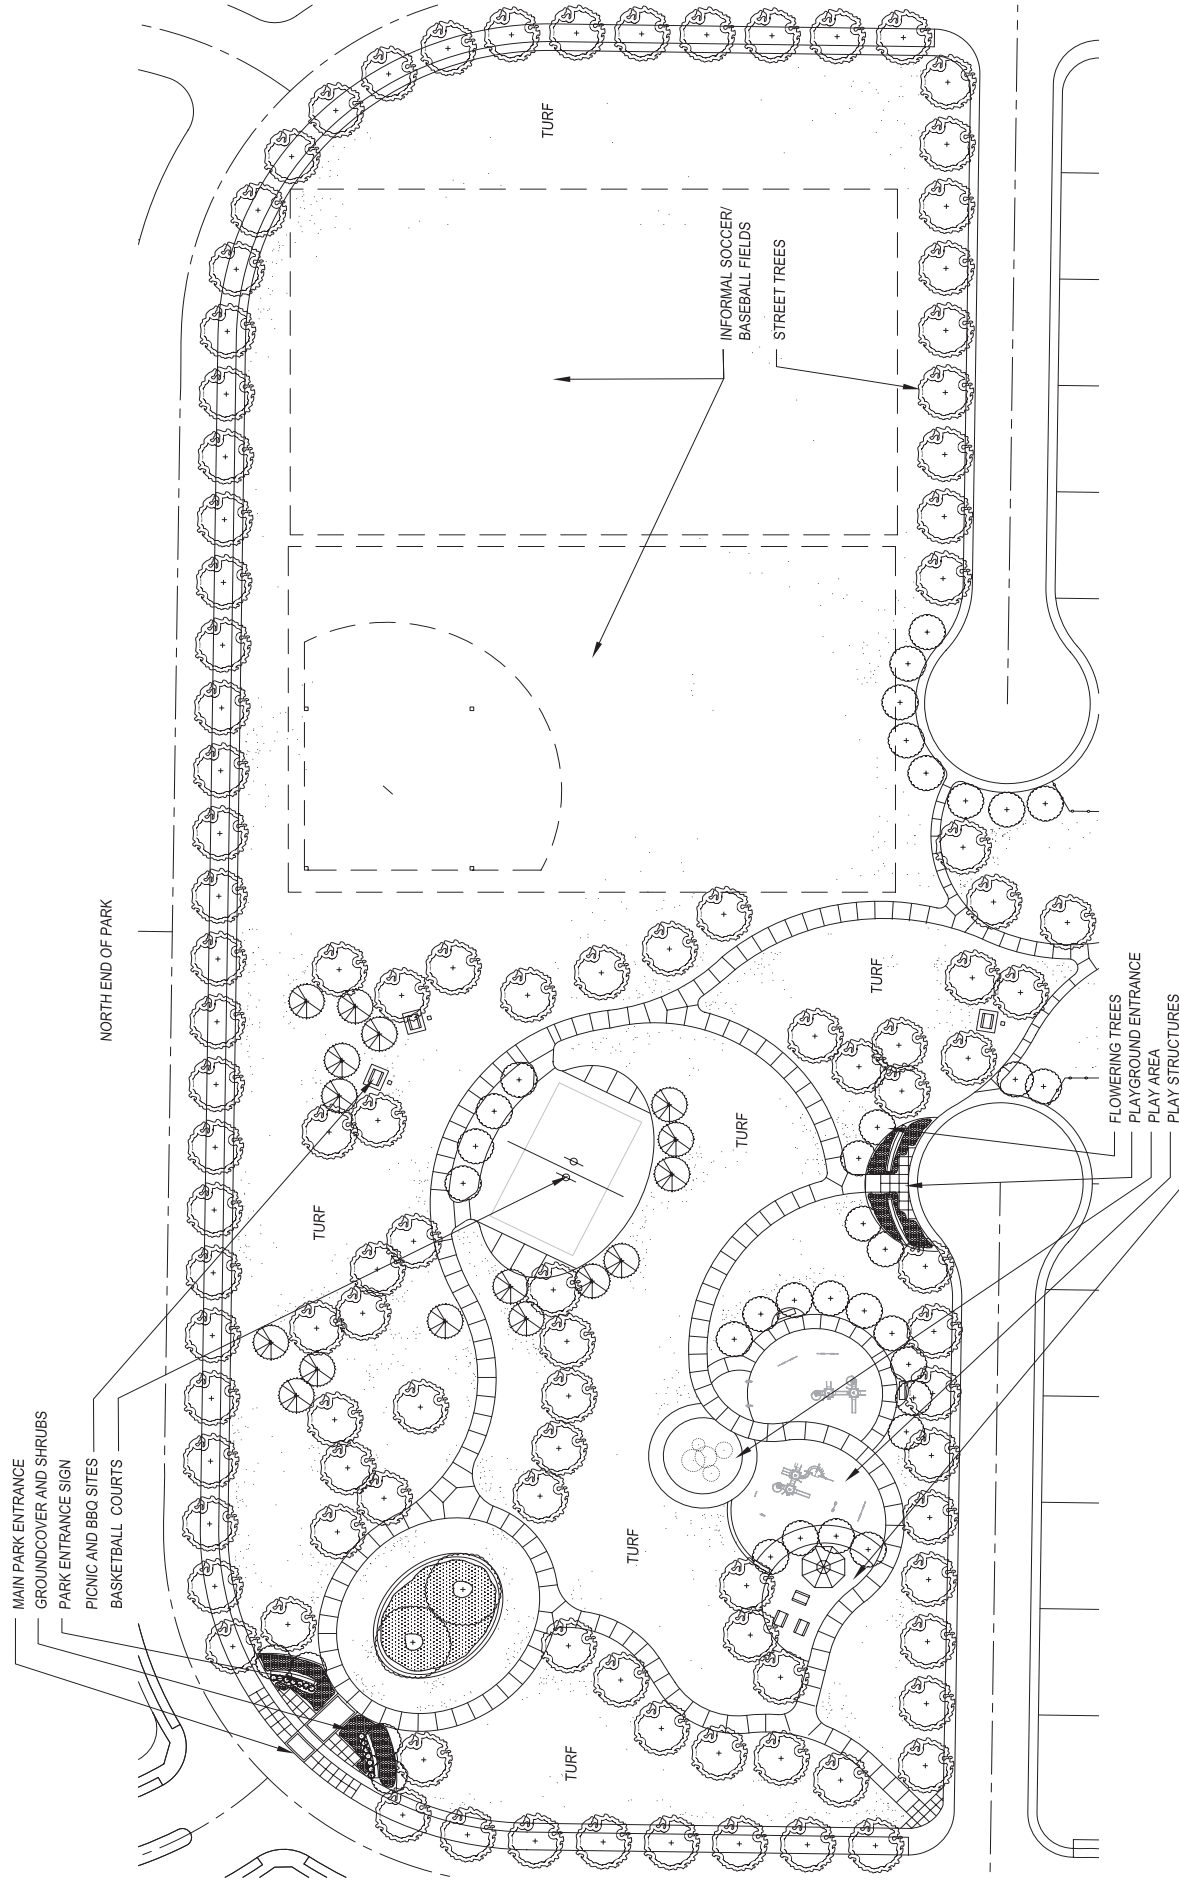 MAIN PARK ENTRANCE
GROUNDCOVER AND SHRUBS
PARK ENTRANCE SIGN
PICNIC AND BBQ SITES
BASKETBALL COURTS
NORTH END OF PARK
TURF
TURF
INFORMAL SOCCER/
BASEBALL FIELDS
STREET TREES
TURF
TURF
TURF
TURF
FLOWERING TREES
PLAYGROUND ENTRANCE
PLAY AREA
PLAY STRUCTURES